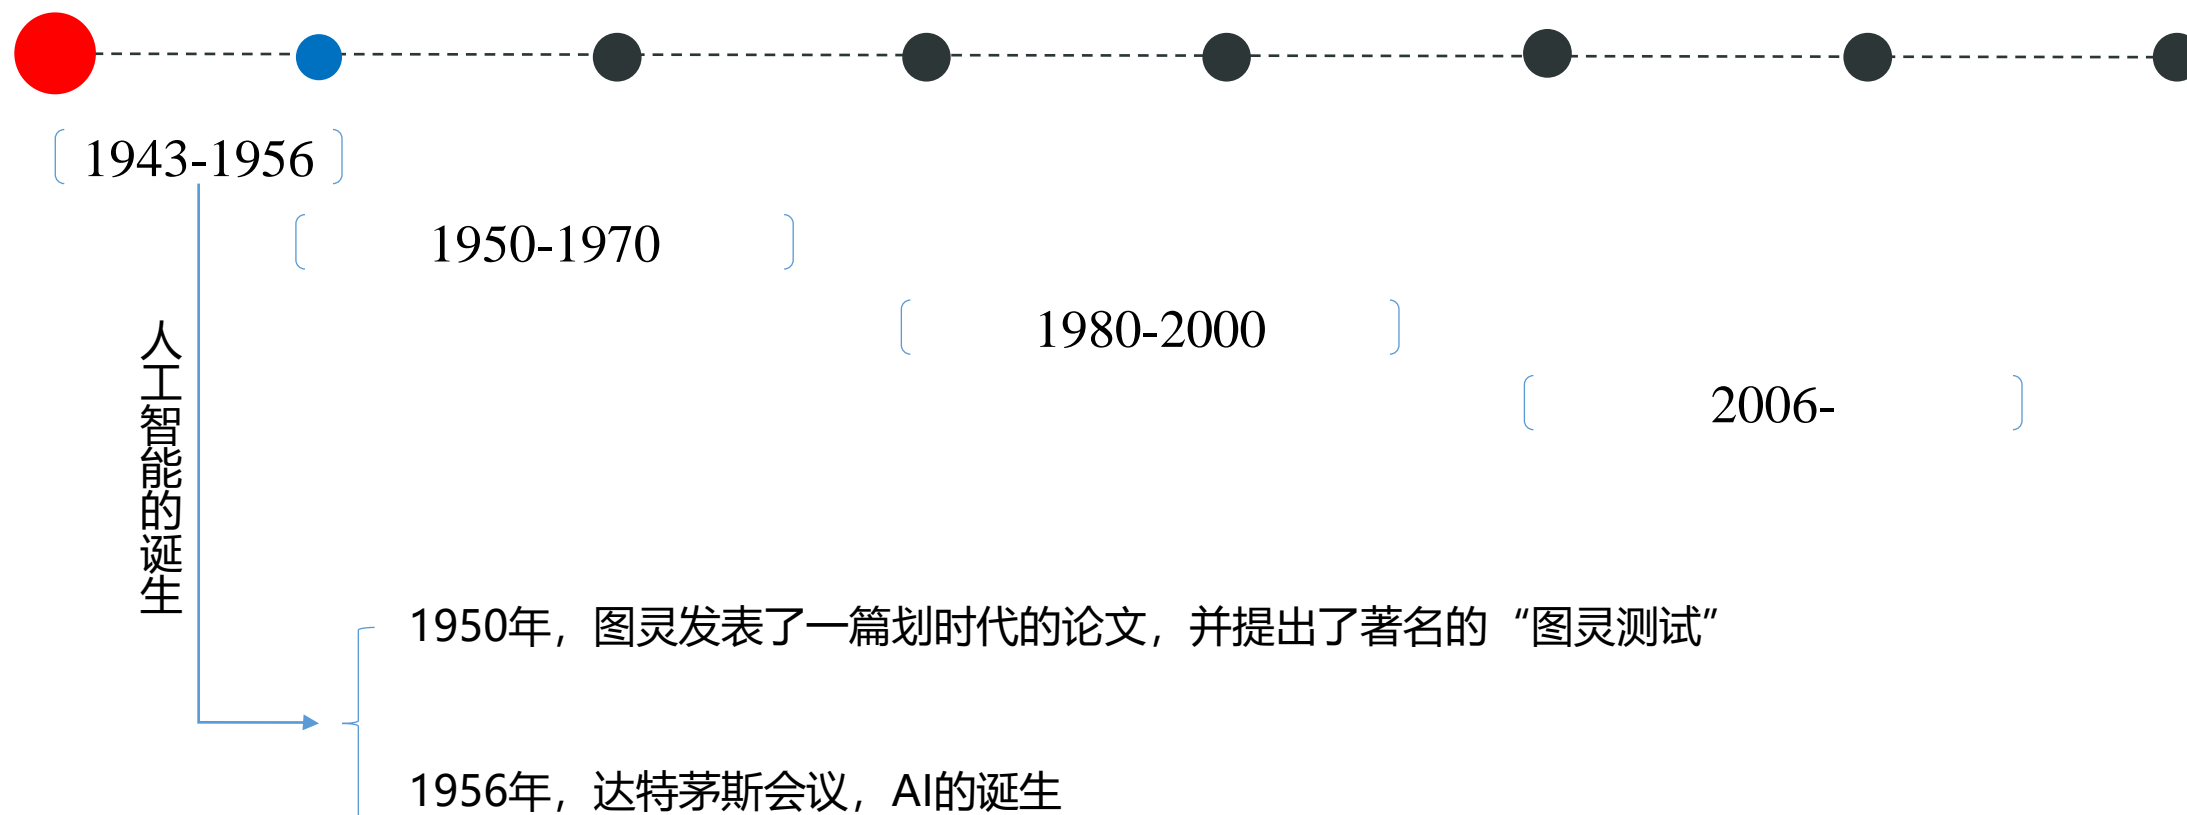 1943-1956
1950-1970
1980-2000
2006-
人工智能的诞生
1950年，图灵发表了一篇划时代的论文，并提出了著名的“图灵测试”
1956年，达特茅斯会议，AI的诞生